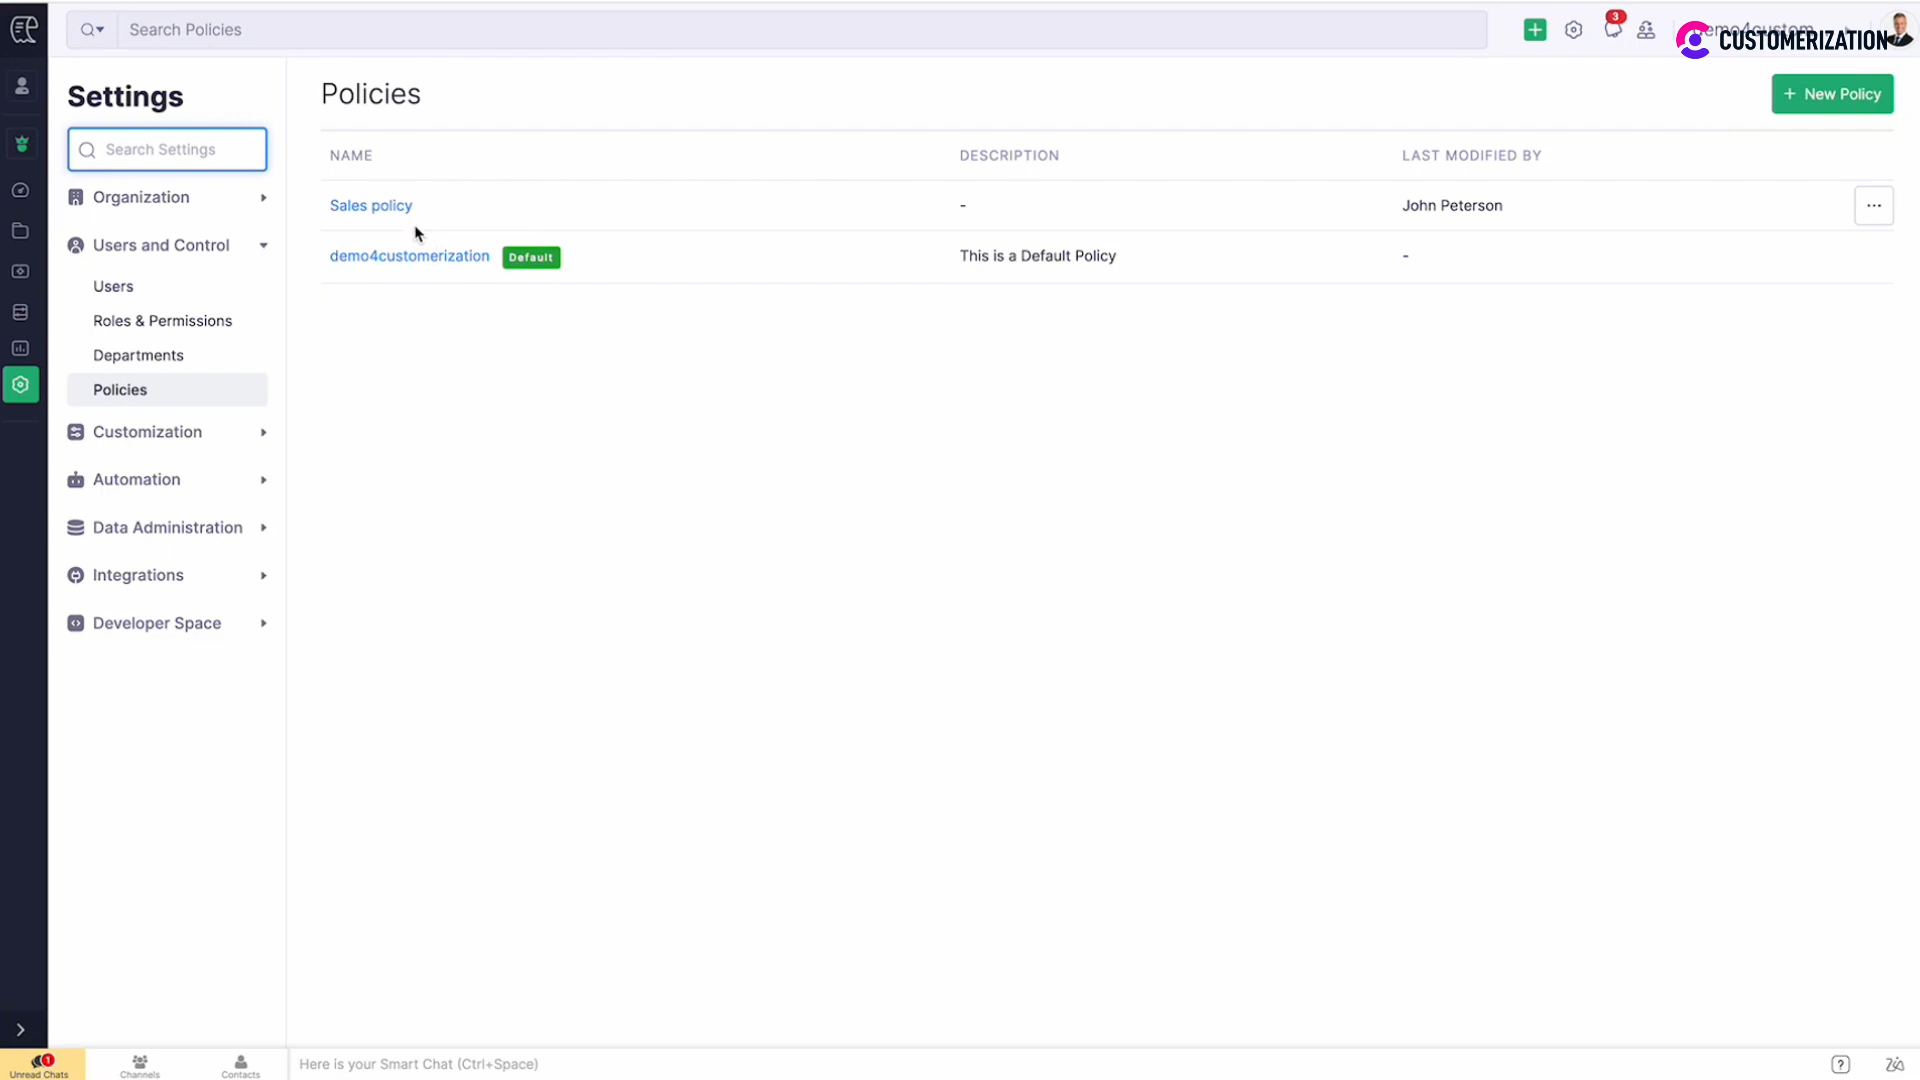 Search Policies
3
CUSTOMERIZATION
Settings
Search Settings
Organization
Users and Control
Users
Roles & Permissions
Departments
Policies
Customization
Automation
Data Administration
Integrations
Developer Space
Policies
+ New Policy
NAME
DESCRIPTION
LAST MODIFIED BY
Sales policy
-
John Peterson
...
demo4customerization
Default
This is a Default Policy
-
1
Unread Chats
Channels
Contacts
Here is your Smart Chat (Ctrl+Space)
?